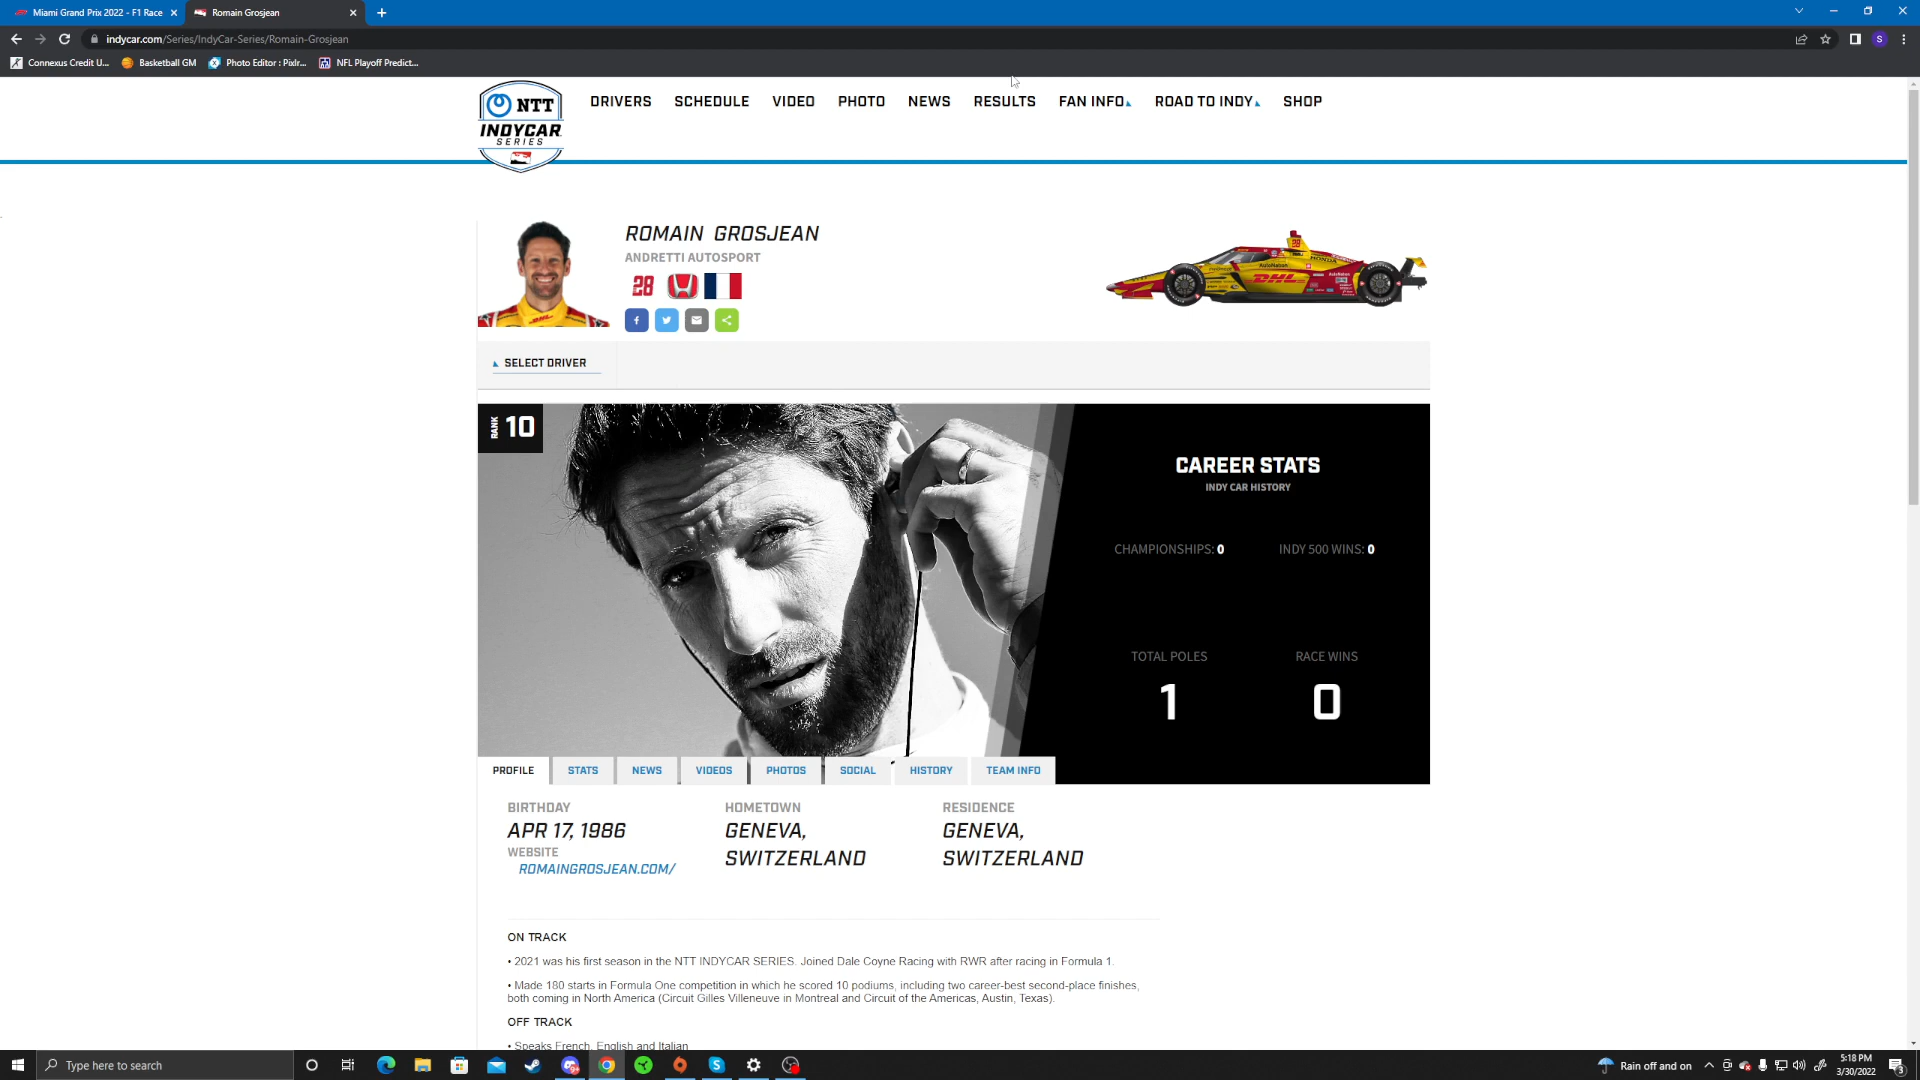 Miami Grand Prix 2022 - F1 Race
Romain Grosjean
indycar.com/Series/IndyCar-Series/Romain-Grosjean
S
Connexus Credit U...
Basketball GM
Photo Editor : Pixlr...
NFL Playoff Predict...
NTT
INDYCAR
SERIES
DRIVERS
SCHEDULE
VIDEO
PHOTO
NEWS
RESULTS
FAN INFO
ROAD TO INDY
SHOP
ROMAIN GROSJEAN
ANDRETTI AUTOSPORT
28
DHL
28
HONDA
AutoNation
DHL
SELECT DRIVER
RANK 10
CAREER STATS
INDY CAR HISTORY
CHAMPIONSHIPS: 0
INDY 500 WINS: 0
TOTAL POLES
RACE WINS
1
0
PROFILE
STATS
NEWS
VIDEOS
PHOTOS
SOCIAL
HISTORY
TEAM INFO
BIRTHDAY
APR 17, 1986
WEBSITE
ROMAINGROSJEAN.COM/
HOMETOWN
GENEVA,
SWITZERLAND
RESIDENCE
GENEVA,
SWITZERLAND
ON TRACK
• 2021 was his first season in the NTT INDYCAR SERIES. Joined Dale Coyne Racing with RWR after racing in Formula 1.
• Made 180 starts in Formula One competition in which he scored 10 podiums, including two career-best second-place finishes,
both coming in North America (Circuit Gilles Villeneuve in Montreal and Circuit of the Americas, Austin, Texas).
OFF TRACK
• Speaks French, English and Italian
Type here to search
Rain off and on
5:18 PM
3/30/2022
3